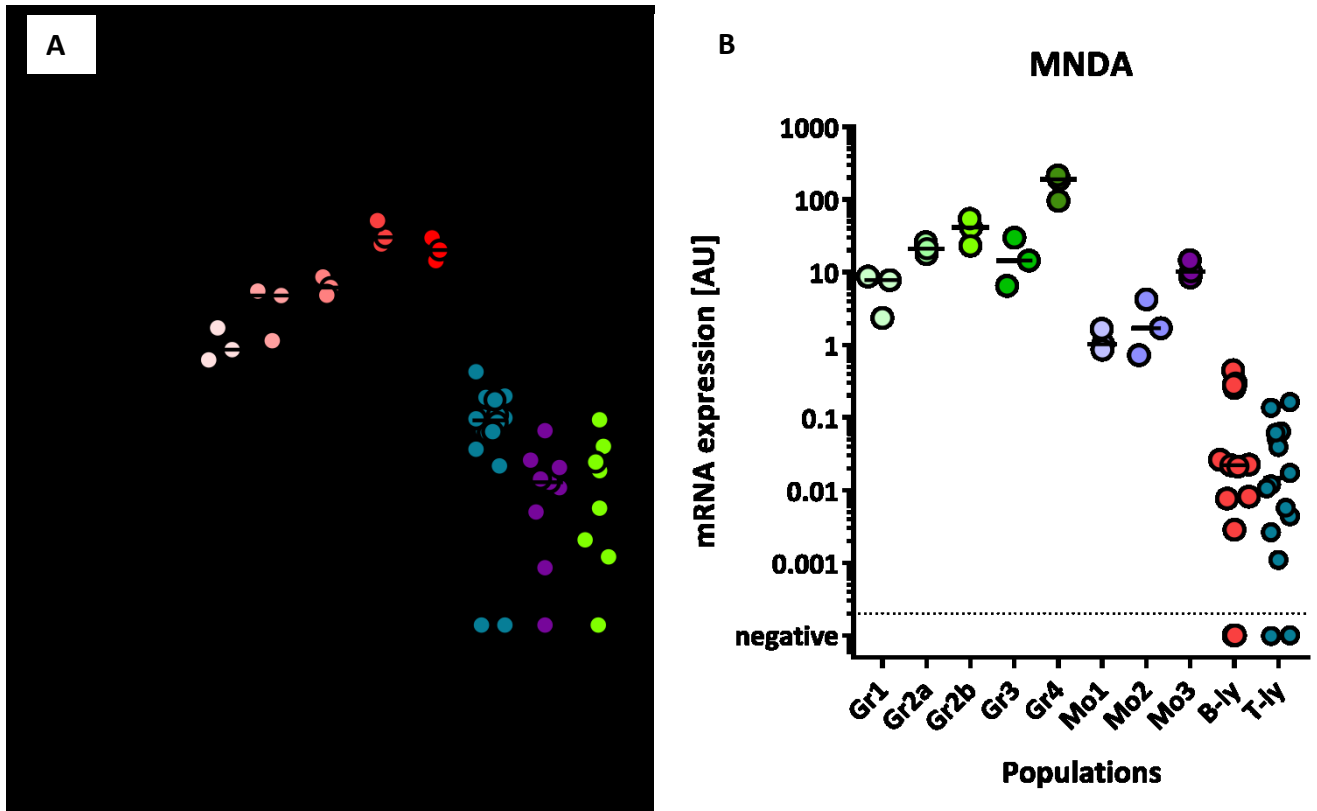 A
B
MNDA
mRNA expression [AU]
1000
100
10
1
0.1
0.01
0.001
negative
Gr1
Gr2a
Gr2b
Gr3
Gr4
Mo1
Mo2
Mo3
B-ly
T-ly
Populations